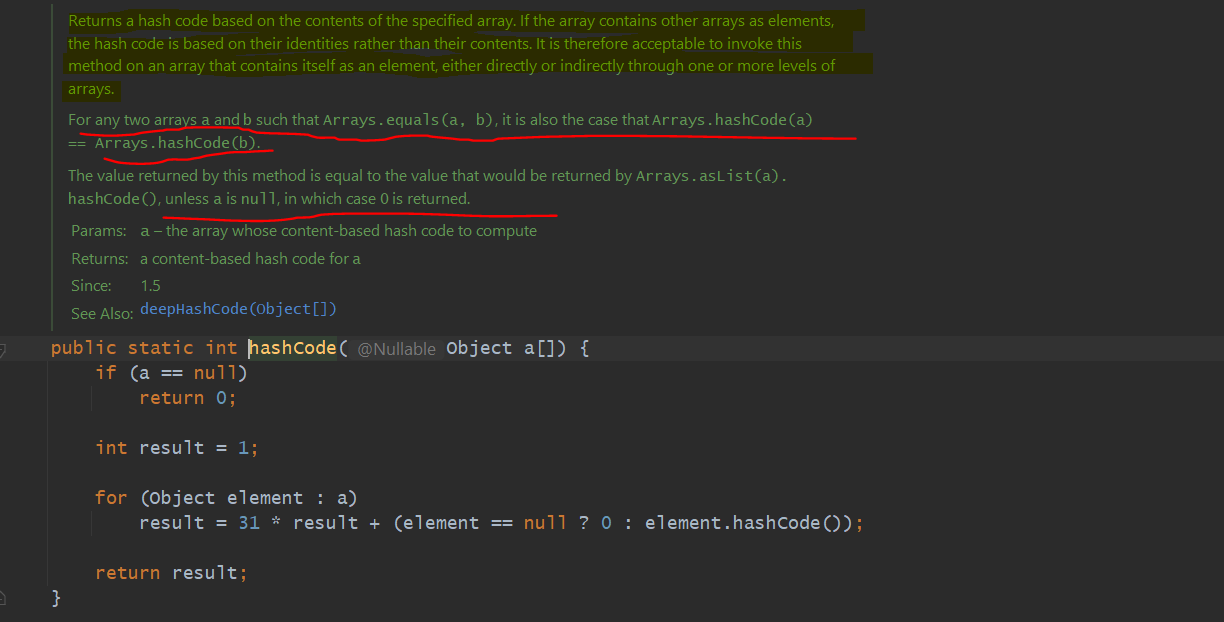 Returns a hash code based on the contents of the specified array. If the array contains other arrays as elements,
the hash code is based on their identities rather than their contents. It is therefore acceptable to invoke this
method on an array that contains itself as an element, either directly or indirectly through one or more levels of
arrays.
For any two arrays a and b such that Arrays.equals(a, b), it is also the case that Arrays.hashCode(a)
== Arrays.hashCode(b).
The value returned by this method is equal to the value that would be returned by Arrays.asList(a).
hashCode(), unless a is null, in which case 0 is returned.
Params: a – the array whose content-based hash code to compute
Returns: a content-based hash code for a
Since: 1.5
See Also: deepHashCode(Object[])
public static int hashCode( @Nullable Object a[]) {
if (a == null)
return 0;
int result = 1;
for (Object element : a)
result = 31 * result + (element == null ? 0 : element.hashCode());
return result;
}